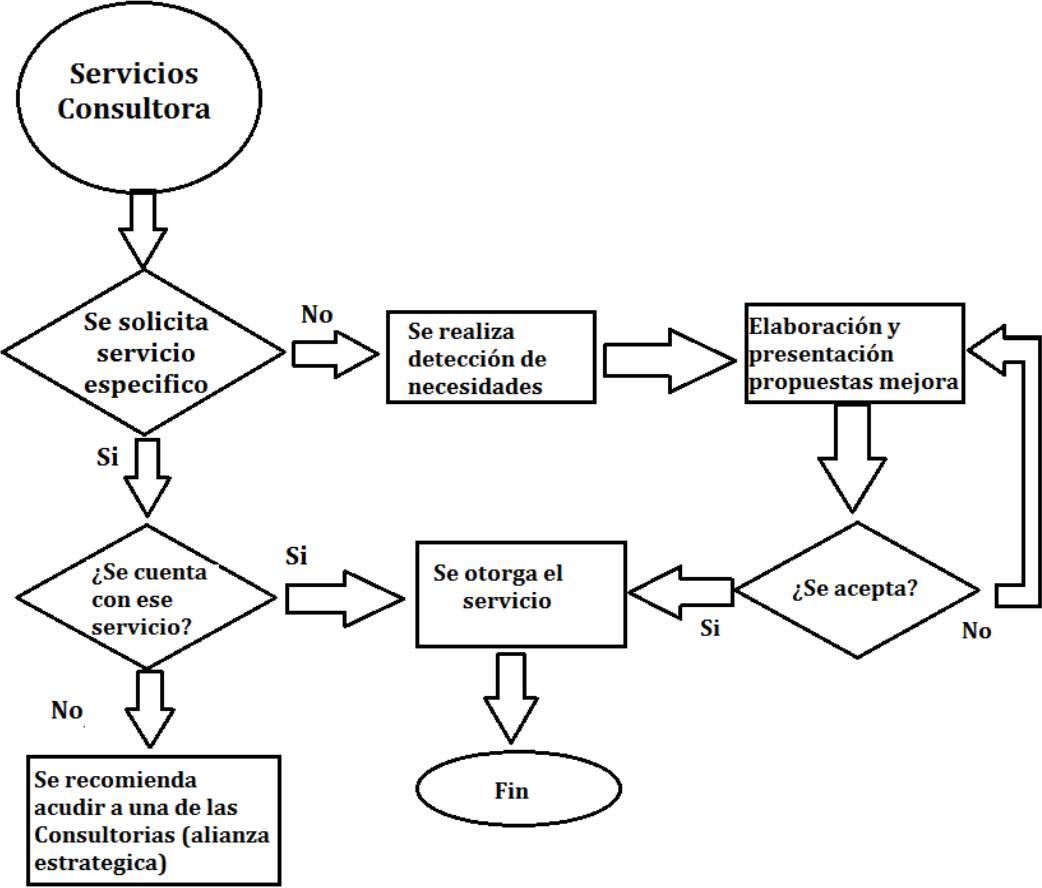 Servicios
Consultora
Se solicita
servicio
especifico
No
Se realiza
detección de
necesidades
Elaboración y
presentación
propuestas mejora
Si
¿Se cuenta
con ese
servicio?
Si
Se otorga el
servicio
Si
¿Se acepta?
No
No
Se recomienda
acudir a una de las
Consultorias (alianza
estrategica)
Fin